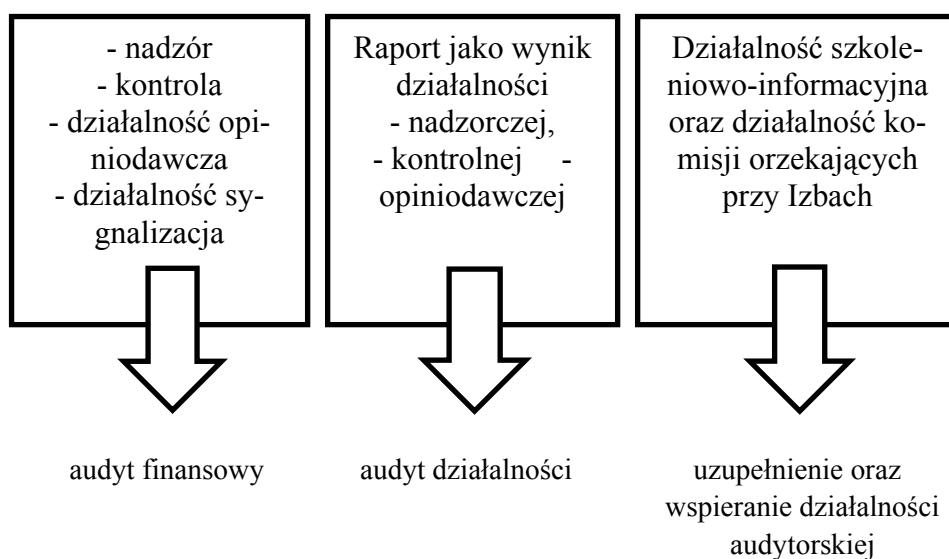 - nadzór
- kontrola
- działalność opi-
niodawcza
- działalność sy-
gnalizacja
Raport jako wynik
działalności
- nadzorczej,
- kontrolnej -
opiniodawczej
Działalność szkole-
niowo-informacyjna
oraz działalność ko-
misji orzekających
przy Izbach
audyt finansowy
audyt działalności
uzupełnienie oraz
wspieranie działalności
audytorskiej